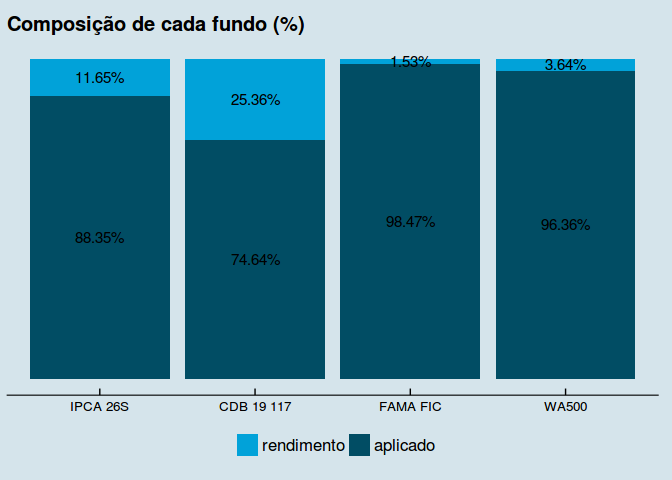 Composição de cada fundo (%)
11.65% 25.36% 1.53% 3.64%
88.35% 74.64% 98.47% 96.36%
IPCA 26S CDB 19 117 FAMA FIC WA500
rendimento aplicado